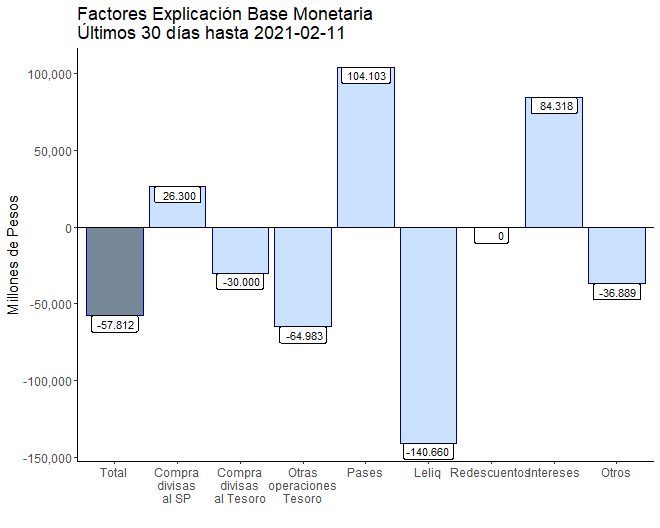 Factores Explicación Base Monetaria
Últimos 30 días hasta 2021-02-11
Millones de Pesos
100,000
50,000
0
-50,000
-100,000
-150,000
-57.812
26.300
-30.000
-64.983
104.103
-140.660
0
84.318
-36.889
Total
Compra
divisas
al SP
Compra
divisas
al Tesoro
Otras
operaciones
Tesoro
Pases
Leliq
Redescuentos
Intereses
Otros